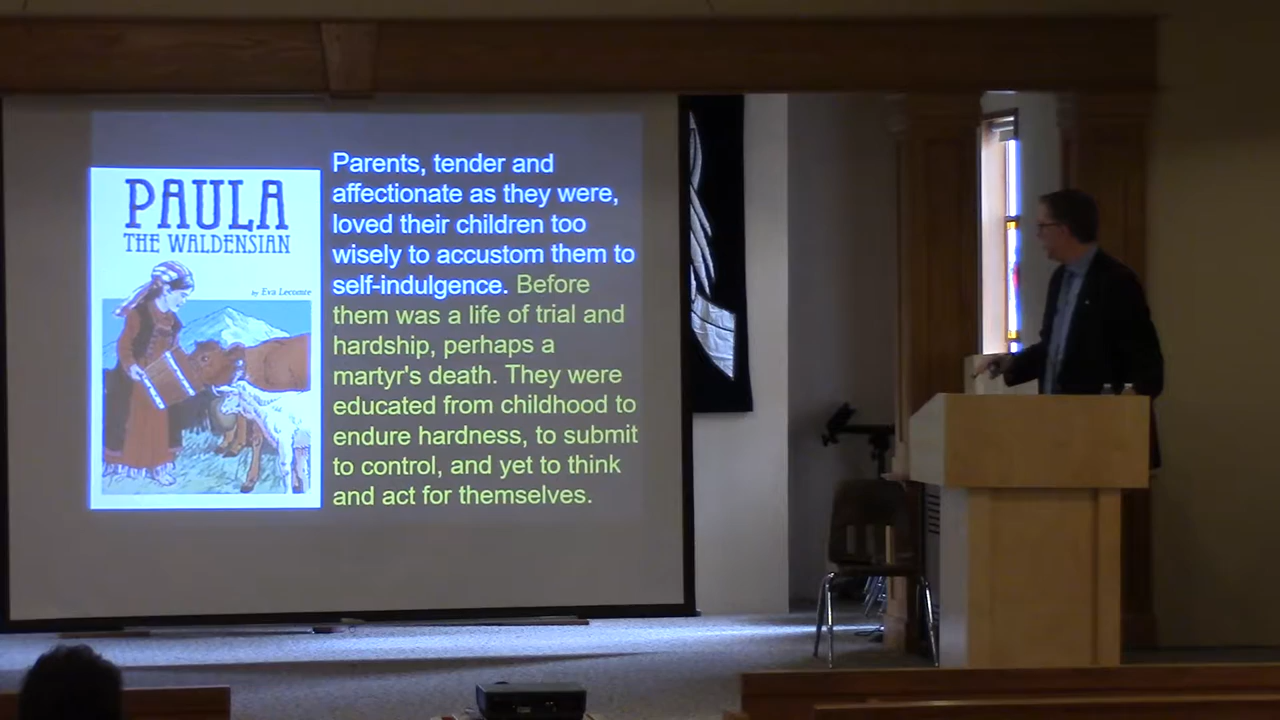 PAULA
THE WALDENSIAN
by Eva Lecomte
Parents, tender and
affectionate as they were,
loved their children too
wisely to accustom them to
self-indulgence. Before
them was a life of trial and
hardship, perhaps a
martyr's death. They were
educated from childhood to
endure hardness, to submit
to control, and yet to think
and act for themselves.